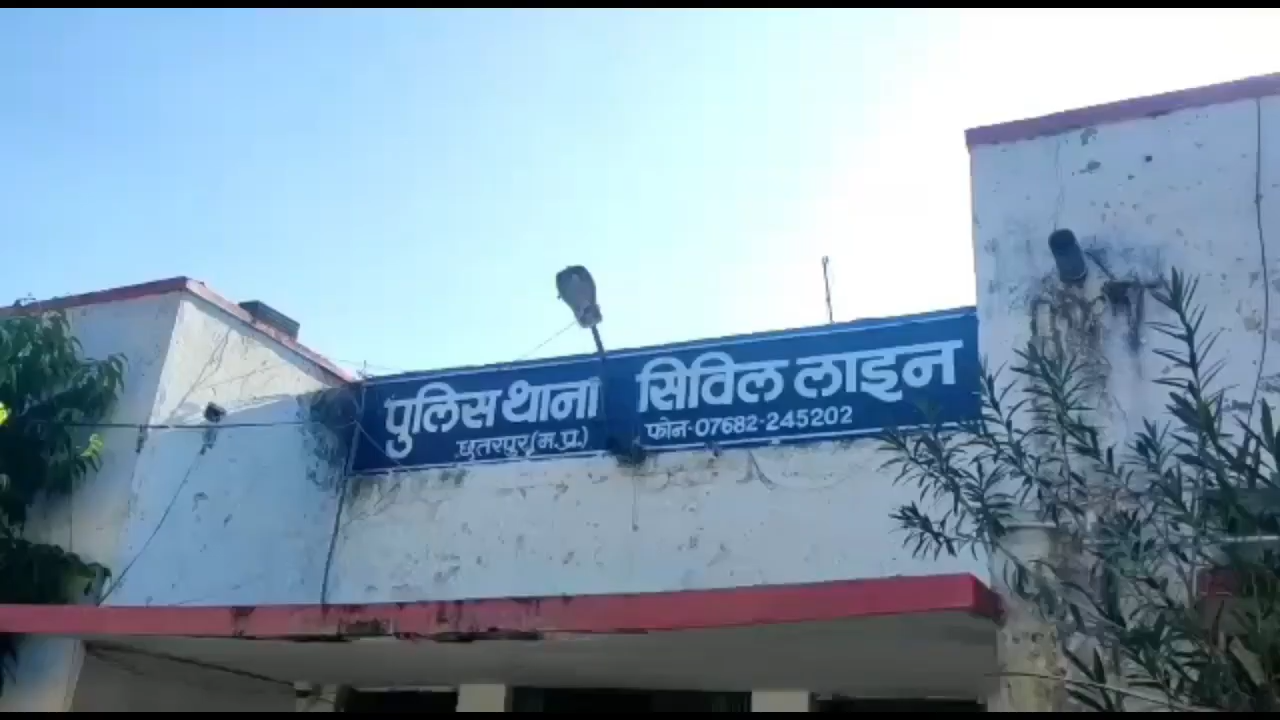 पुलिस थाना सिविल लाइन
छतरपुर (म.प्र.) फोन-07682-245202